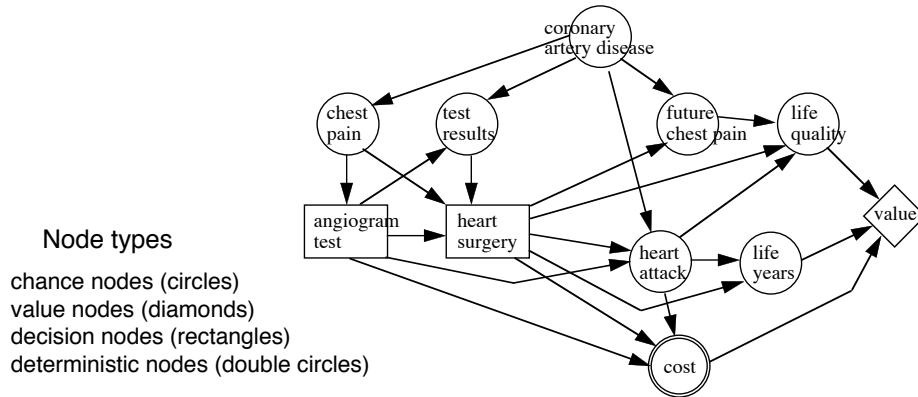 coronary
artery disease
chest
pain
test
results
future
chest pain
life
quality
angiogram
test
heart
surgery
value
heart
attack
life
years
cost
Node types
chance nodes (circles)
value nodes (diamonds)
decision nodes (rectangles)
deterministic nodes (double circles)